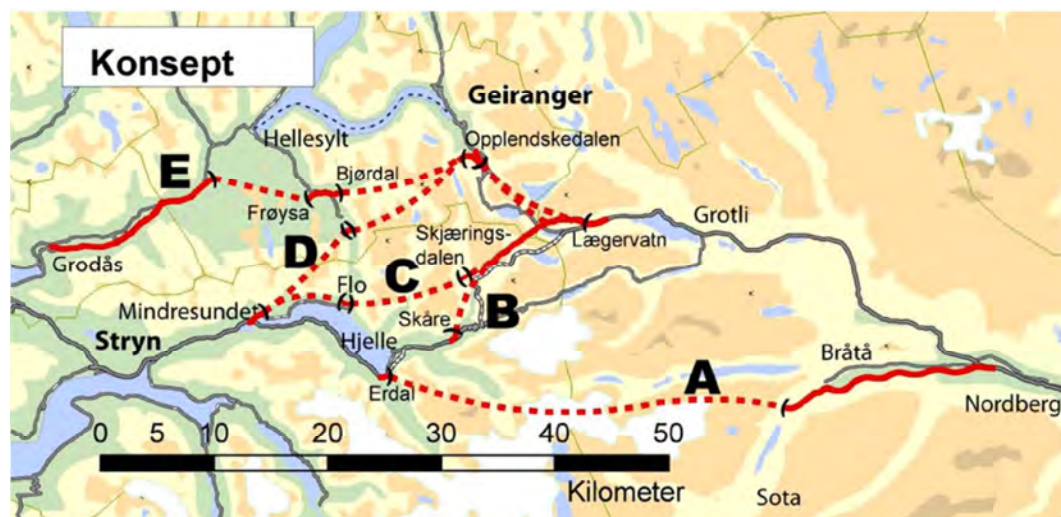 Konsept
Geiranger
Hellesylt
Opplendskedalen
E
Bjørdal
Frøysa
Grotli
Skjærings-
dalen
Lægervatn
D
C
Grodås
Flo
Mindresundet
B
Skåre
Stryn
Hjelle
Bråtå
A
Erdal
Nordberg
0 5 10 20 30 40 50
Kilometer
Sota